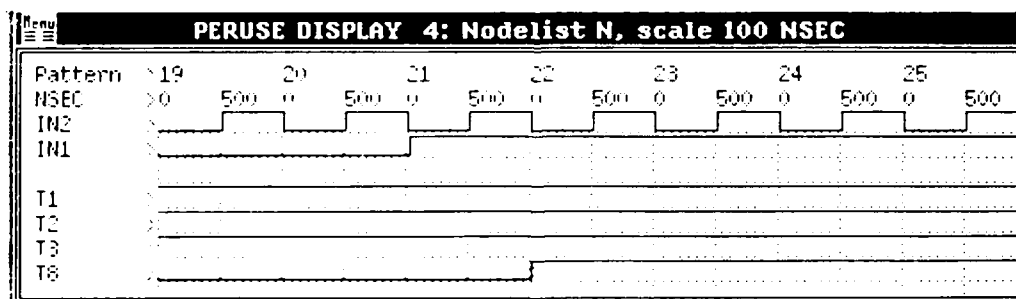 Menu
PERUSE DISPLAY 4: Nodelist N, scale 100 NSEC
Pattern >19 20 21 22 23 24 25
NSEC >0 500 0 500 0 500 0 500 0 500 0 500 0 500
IN2
IN1
T1
T2
T3
T8